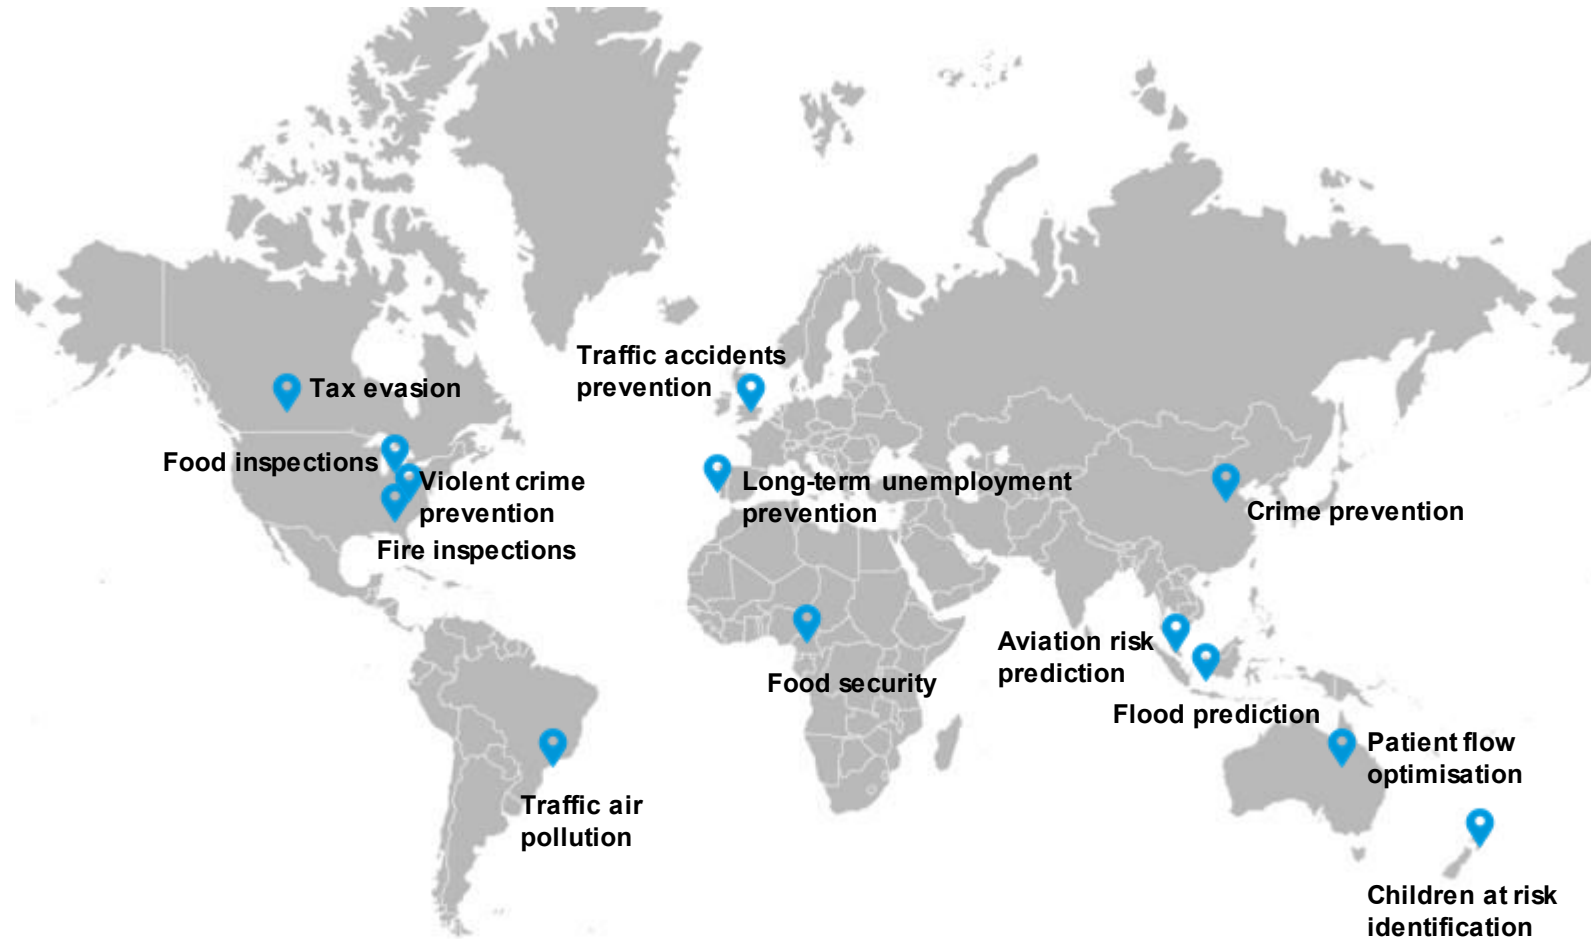 Traffic accidents
prevention
Tax evasion
Food inspections
Violent crime
prevention
Fire inspections
Long-term unemployment
prevention
Crime prevention
Food security
Aviation risk
prediction
Flood prediction
Traffic air
pollution
Patient flow
optimisation
Children at risk
identification